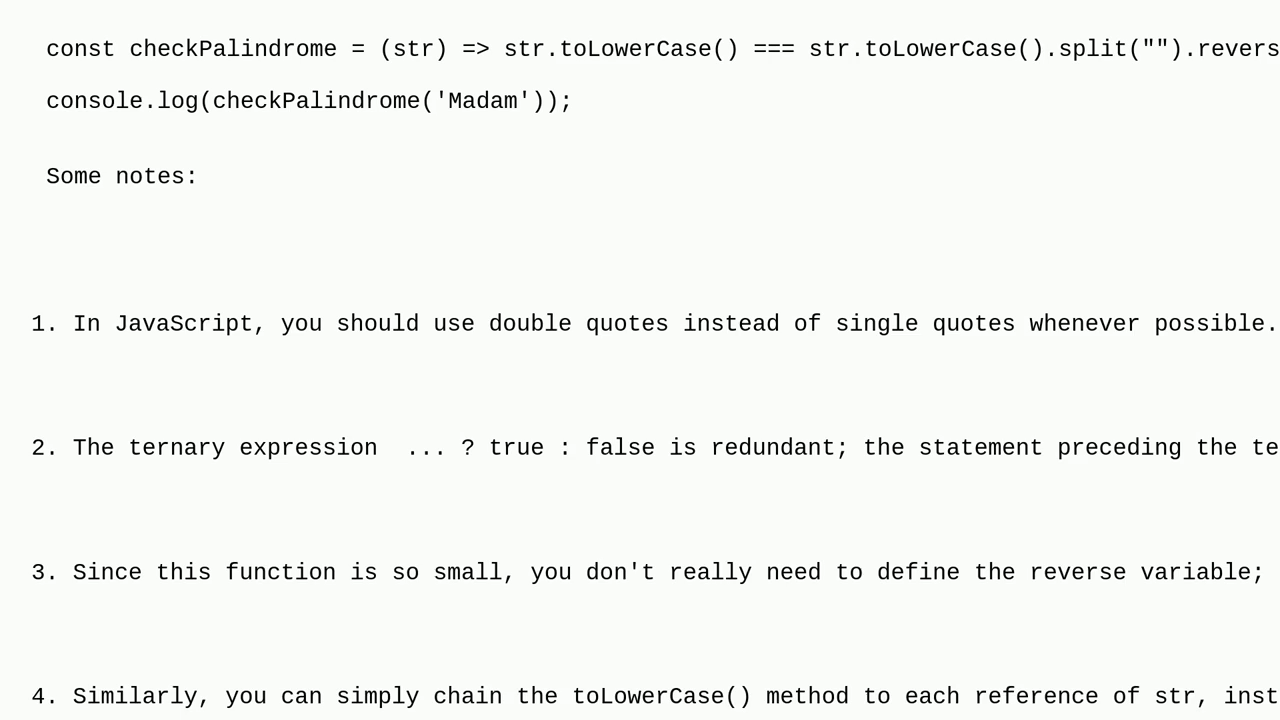 const checkPalindrome = (str) => str.toLowerCase() === str.toLowerCase().split("").revers
console.log(checkPalindrome('Madam'));
Some notes:
1. In JavaScript, you should use double quotes instead of single quotes whenever possible.
2. The ternary expression  ... ? true : false is redundant; the statement preceding the te
3. Since this function is so small, you don't really need to define the reverse variable;
4. Similarly, you can simply chain the toLowerCase() method to each reference of str, inst